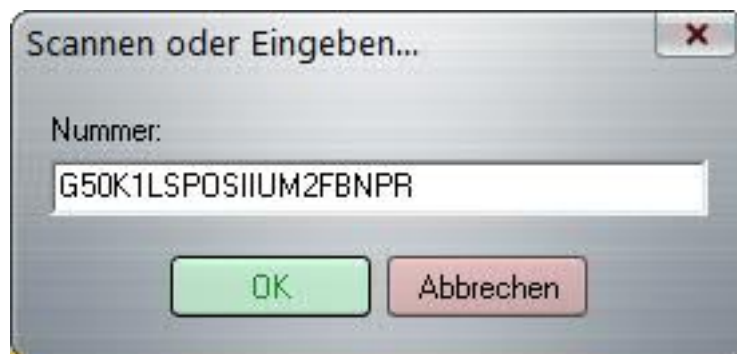 Scannen oder Eingeben...
Nummer:
G50K1LSPOSIIUM2FBNPR
OK
Abbrechen